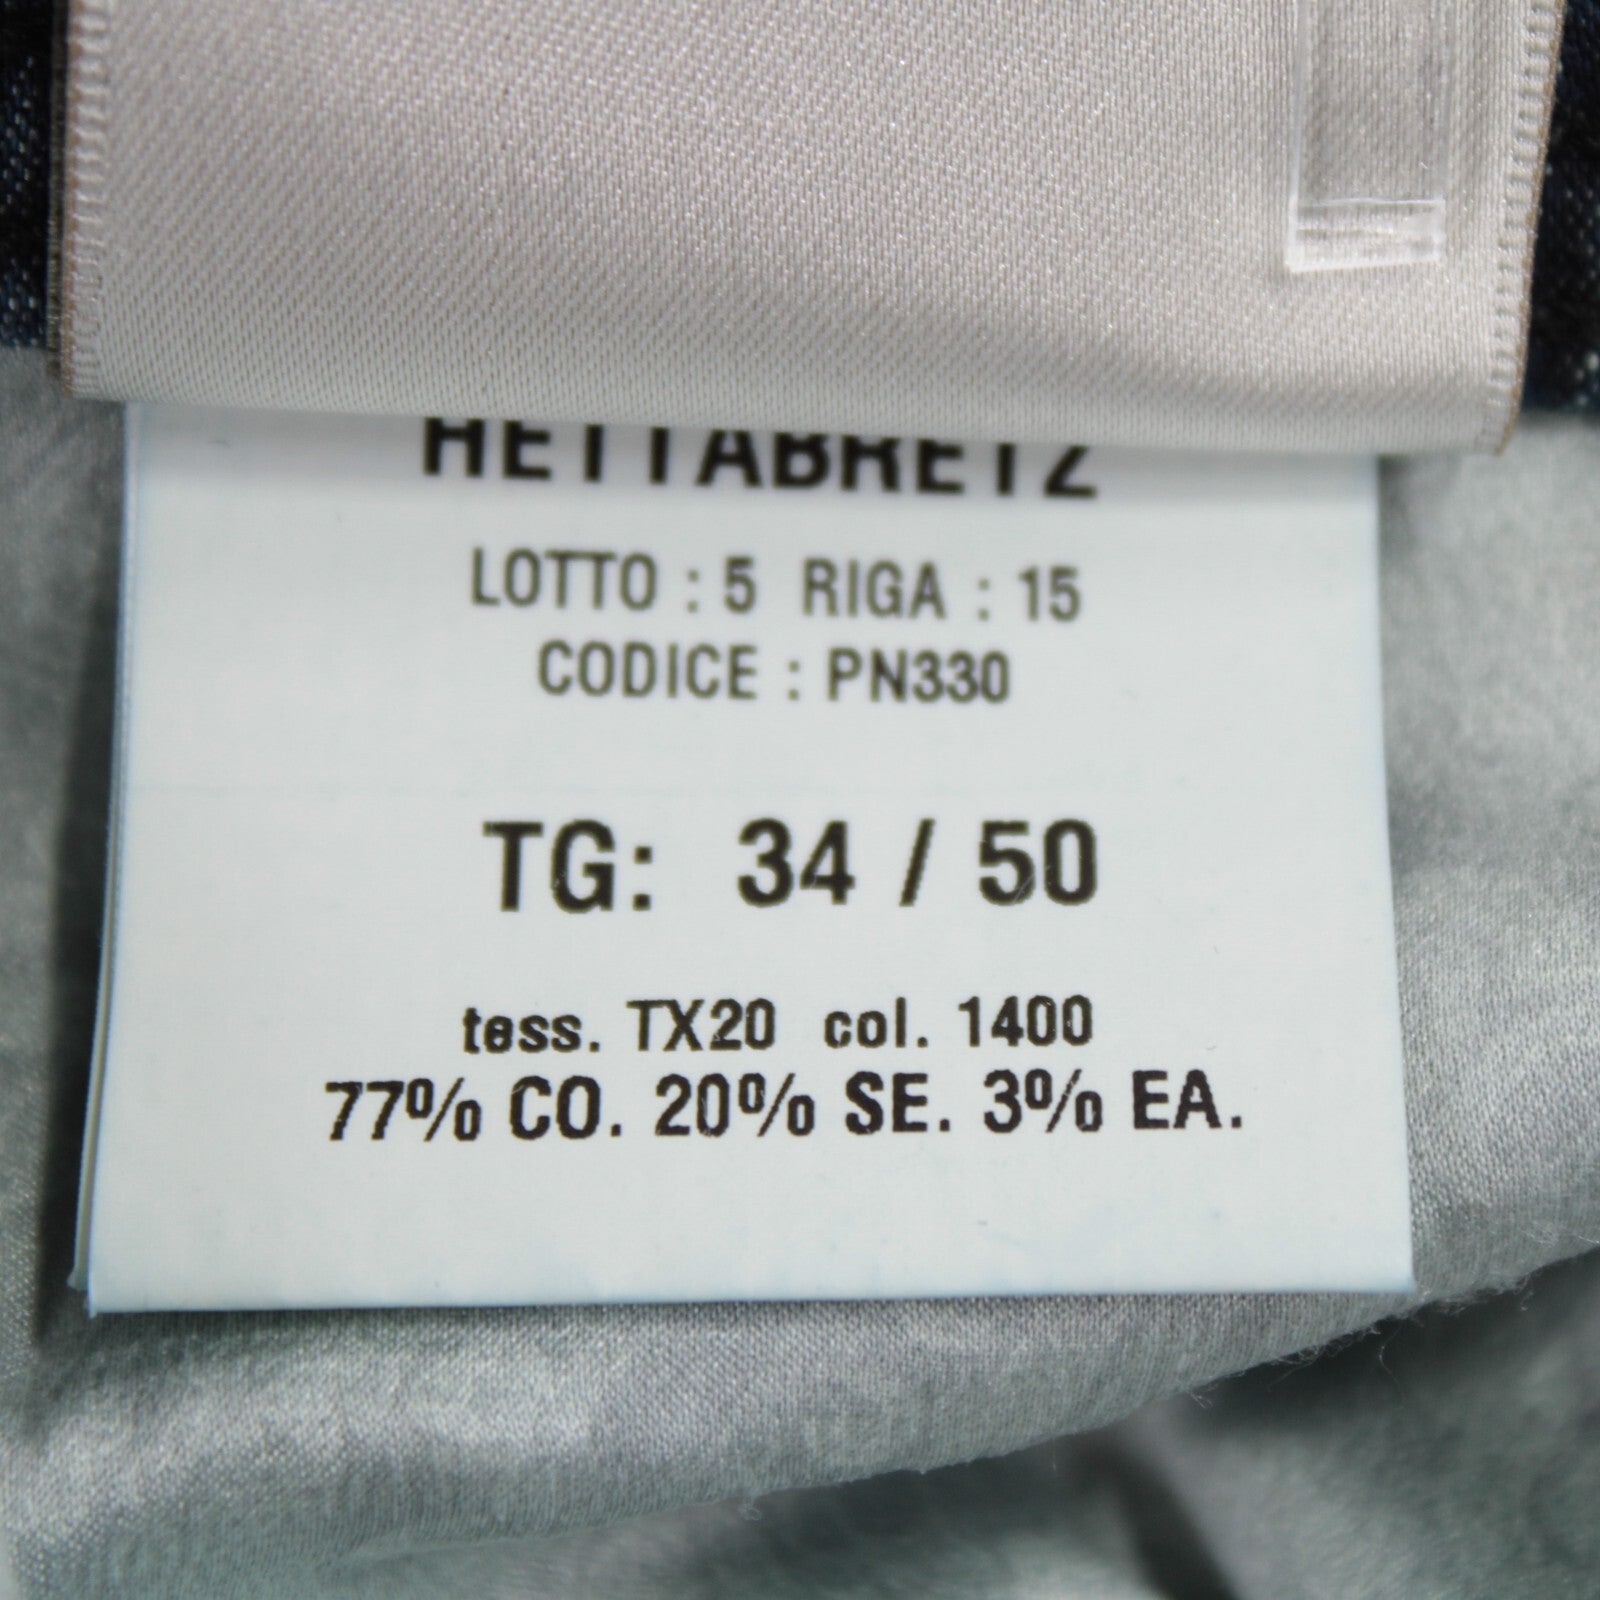 HETTABRETZ
LOTTO : 5 RIGA : 15
CODICE : PN330
TG: 34 / 50
tess. TX20 col. 1400
77% CO. 20% SE. 3% EA.